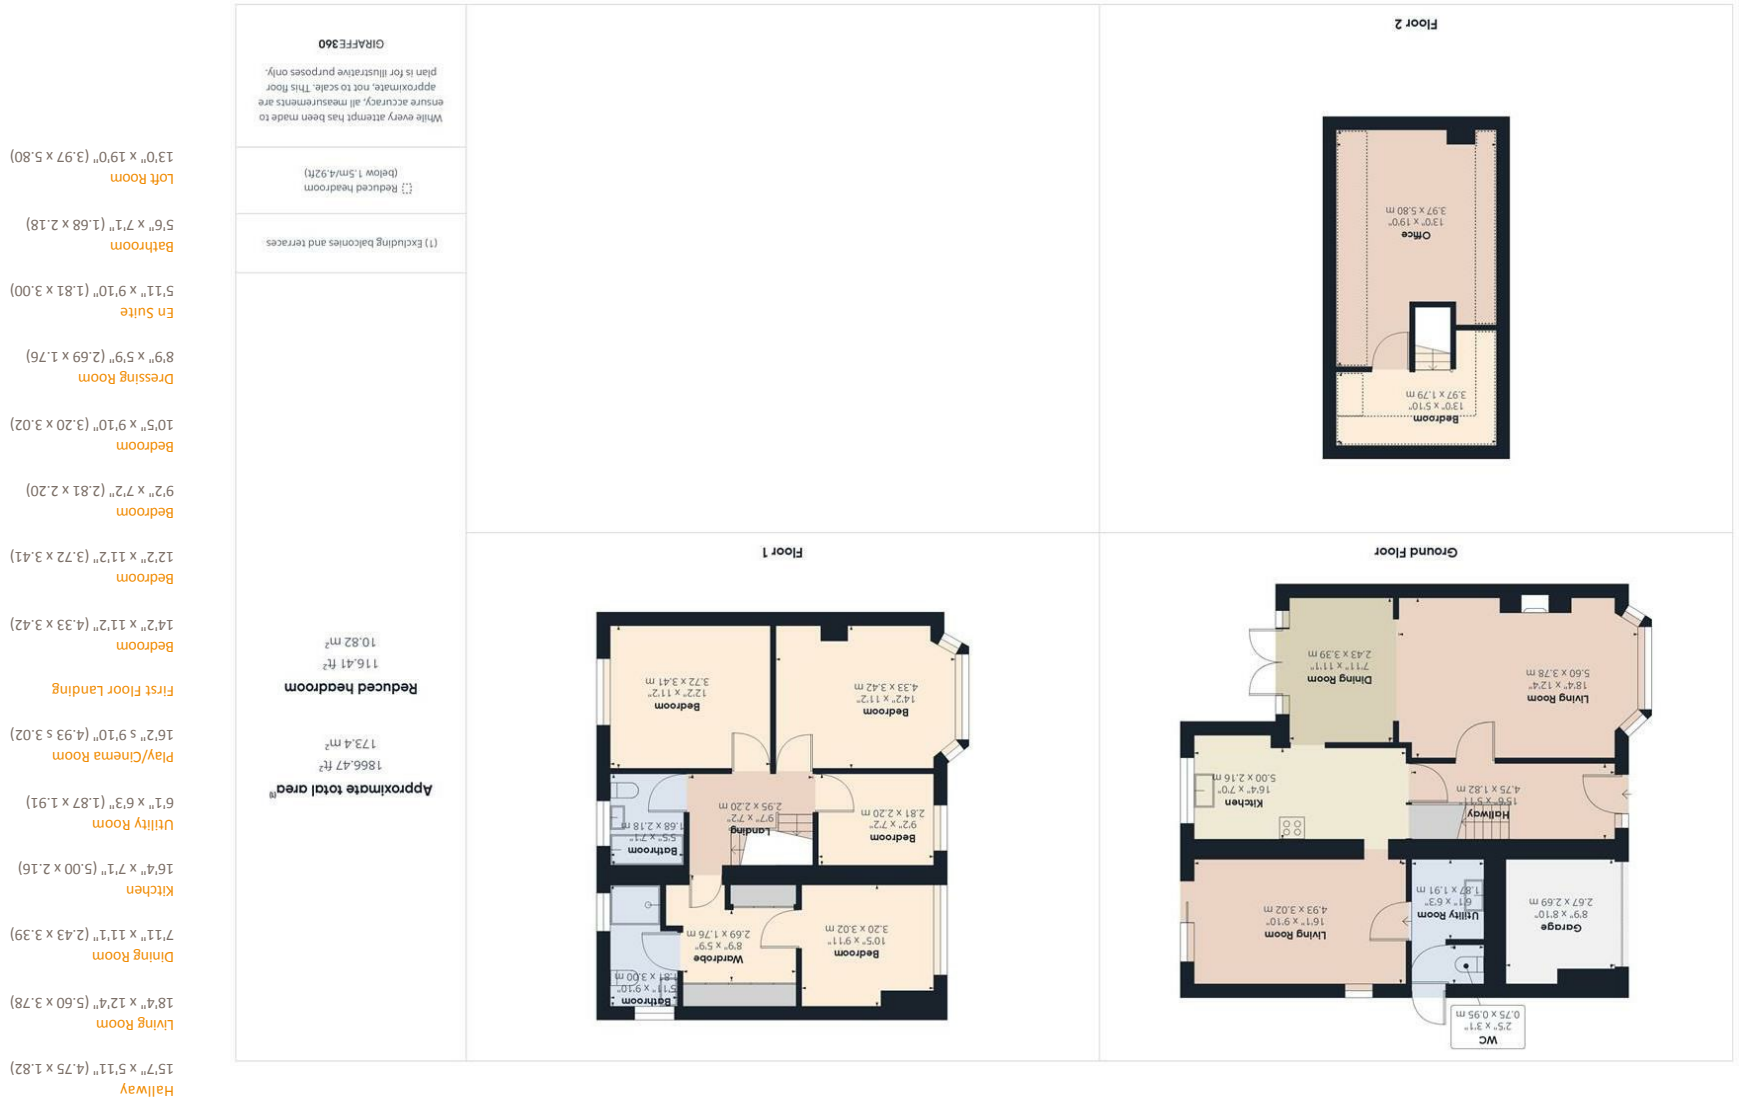 Hallway
15'7" x 5'11" (4.75 x 1.82)
Living Room
18'4" x 12'4" (5.60 x 3.78)
Dining Room
7'11" x 11'1" (2.43 x 3.39)
Kitchen
16'4" x 7'1" (5.00 x 2.16)
Utility Room
6'1" x 6'3" (1.87 x 1.91)
Play/Cinema Room
16'2" s 9'10" (4.93 s 3.02)
First Floor Landing
Bedroom
14'2" x 11'2" (4.33 x 3.42)
Bedroom
12'2" x 11'2" (3.72 x 3.41)
Bedroom
9'2" x 7'2" (2.81 x 2.20)
Bedroom
10'5" x 9'10" (3.20 x 3.02)
Dressing Room
8'9" x 5'9" (2.69 x 1.76)
En Suite
5'11" x 9'10" (1.81 x 3.00)
Bathroom
5'6" x 7'1" (1.68 x 2.18)
Loft Room
13'0" x 19'0" (3.97 x 5.80)
WC
2'5" x 3'1"
0.75 x 0.95 m
Garage
8'9" x 8'10"
2.67 x 2.69 m
Utility Room
6'1" x 6'3"
1.87 x 1.91 m
Living Room
16'1" x 9'10"
4.93 x 3.02 m
Hallway
15'6" x 5'11"
4.75 x 1.82 m
Kitchen
16'4" x 7'0"
5.00 x 2.16 m
Living Room
18'4" x 12'4"
5.60 x 3.78 m
Dining Room
7'11" x 11'1"
2.43 x 3.39 m
Ground Floor
Bathroom
5'11" x 9'10"
1.81 x 3.00 m
Wardrobe
8'9" x 5'9"
2.69 x 1.76 m
Bedroom
10'5" x 9'11"
3.20 x 3.02 m
Bathroom
5'5" x 7'1"
1.68 x 2.18 m
Landing
9'7" x 7'2"
2.95 x 2.20 m
Bedroom
9'2" x 7'2"
2.81 x 2.20 m
Bedroom
14'2" x 11'2"
4.33 x 3.42 m
Bedroom
12'2" x 11'2"
3.72 x 3.41 m
Floor 1
Bedroom
13'0" x 5'10"
3.97 x 1.79 m
Office
13'0" x 19'0"
3.97 x 5.80 m
Floor 2
Approximate total area(1)
1866.47 ft²
173.4 m²
Reduced headroom
116.41 ft²
10.82 m²
(1) Excluding balconies and terraces
Reduced headroom
(below 1.5m/4.92ft)
While every attempt has been made to
ensure accuracy, all measurements are
approximate, not to scale. This floor
plan is for illustrative purposes only.
GIRAFFE360